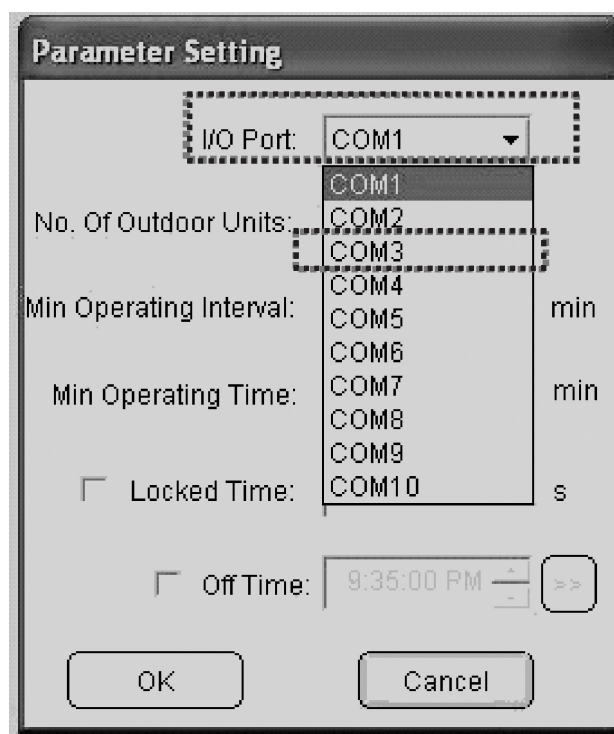 Parameter Setting
I/O Port: COM1
COM1
No. Of Outdoor Units: COM2
COM3
COM4
Min Operating Interval: COM5 min
COM6
Min Operating Time: COM7 min
COM8
COM9
Locked Time: COM10 s
Off Time: 9:35:00 PM >>
OK Cancel